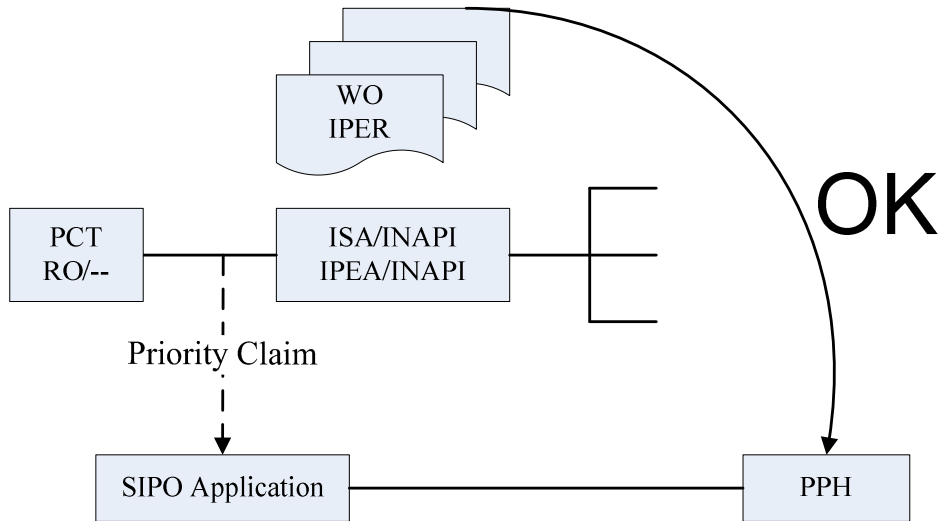 WO
IPER
OK
PCT
RO/--
ISA/INAPI
IPEA/INAPI
Priority Claim
SIPO Application
PPH